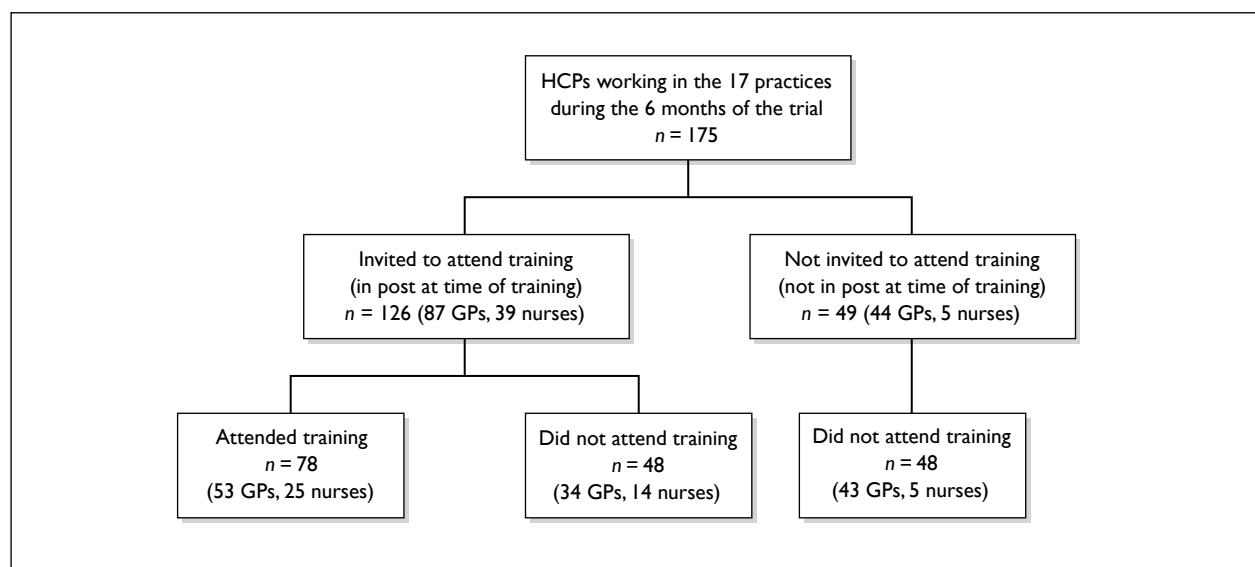 HCPs working in the 17 practices
during the 6 months of the trial
n = 175
Invited to attend training
(in post at time of training)
n = 126 (87 GPs, 39 nurses)
Not invited to attend training
(not in post at time of training)
n = 49 (44 GPs, 5 nurses)
Attended training
n = 78
(53 GPs, 25 nurses)
Did not attend training
n = 48
(34 GPs, 14 nurses)
Did not attend training
n = 48
(43 GPs, 5 nurses)